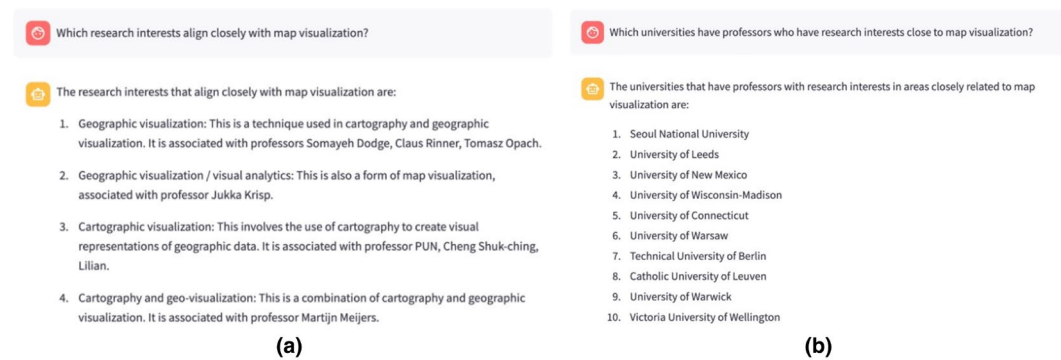 Which research interests align closely with map visualization?
The research interests that align closely with map visualization are:
1. Geographic visualization: This is a technique used in cartography and geographic
visualization. It is associated with professors Somayeh Dodge, Claus Rinner, Tomasz Opach.
2. Geographic visualization / visual analytics: This is also a form of map visualization,
associated with professor Jukka Krisp.
3. Cartographic visualization: This involves the use of cartography to create visual
representations of geographic data. It is associated with professor PUN, Cheng Shuk-ching,
Lilian.
4. Cartography and geo-visualization: This is a combination of cartography and geographic
visualization. It is associated with professor Martijn Meijers.
(a)
Which universities have professors who have research interests close to map visualization?
The universities that have professors with research interests in areas closely related to map
visualization are:
1. Seoul National University
2. University of Leeds
3. University of New Mexico
4. University of Wisconsin-Madison
5. University of Connecticut
6. University of Warsaw
7. Technical University of Berlin
8. Catholic University of Leuven
9. University of Warwick
10. Victoria University of Wellington
(b)